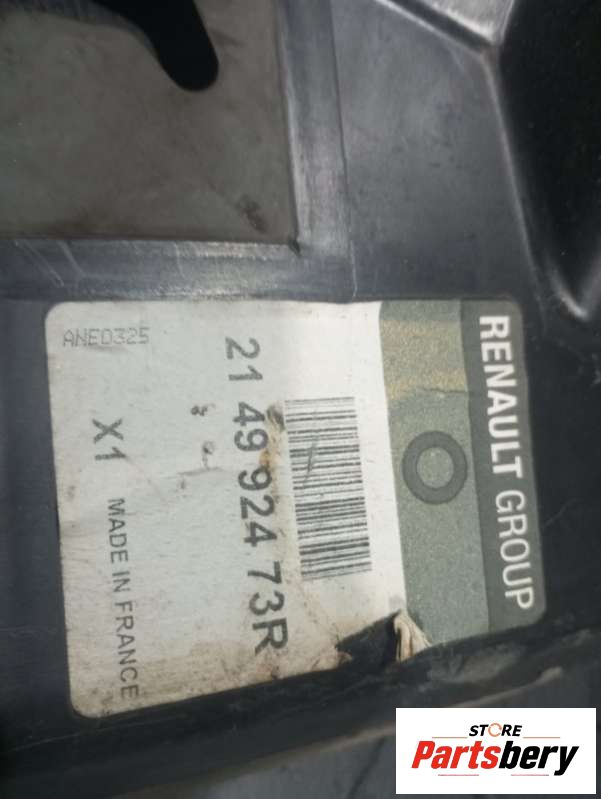 RENAULT GROUP
21 49 924 73R
ANE0325
X1 MADE IN FRANCE
STORE
Partsbery